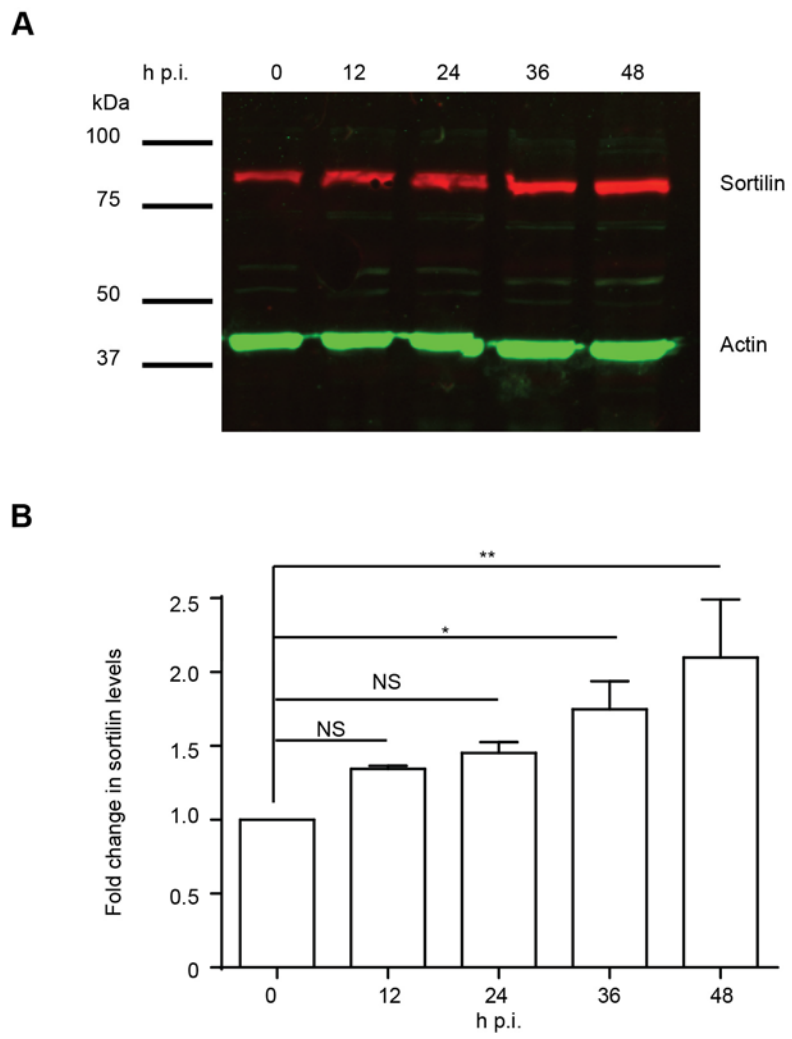 A
h p.i. 0 12 24 36 48
kDa
100
75
Sortilin
50
Actin
37
B
**
2.5
*
2.0
NS
NS
1.5
1.0
0.5
0
Fold change in sortilin levels
0 12 24 36 48
h p.i.